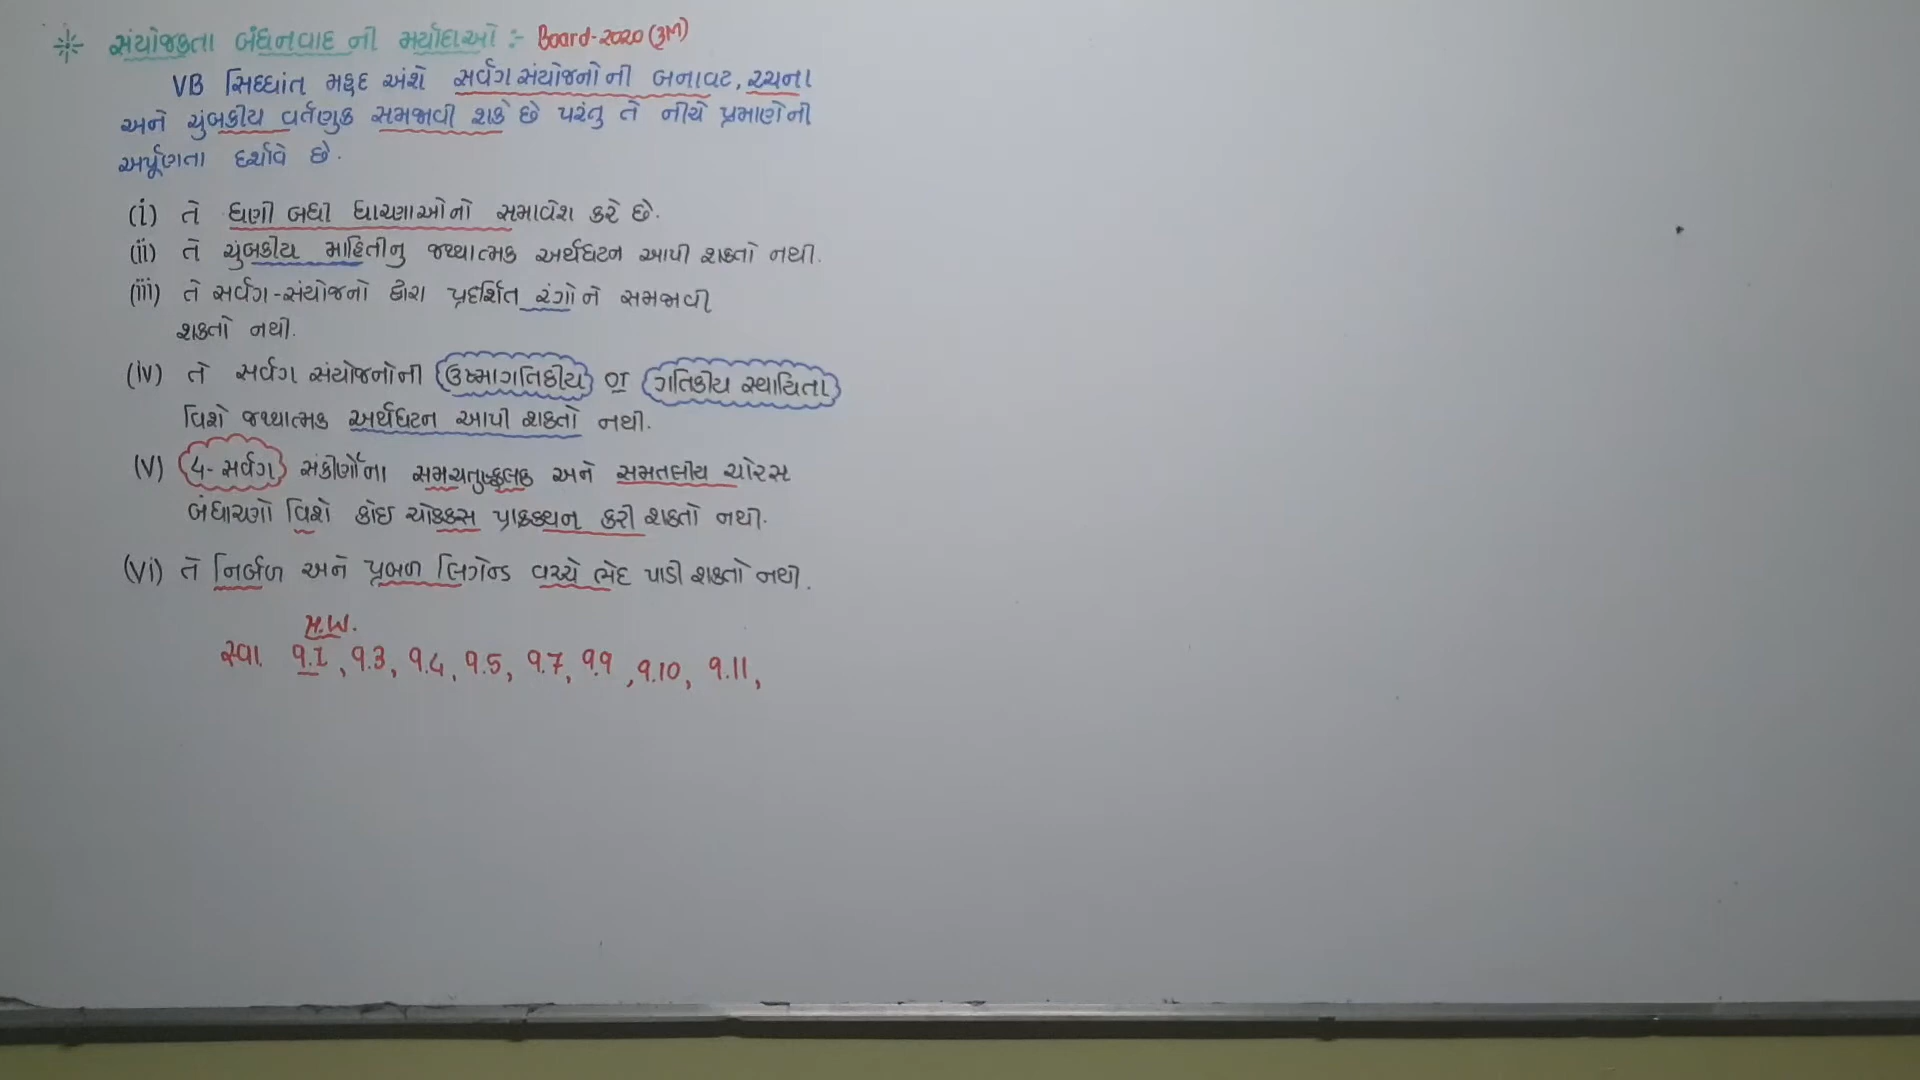 સંયોજકતા બંધનવાદ ની મર્યાદાઓ :- Board-2020 (3M)
VB સિધ્ધાંત મહદ અંશે સર્વગ સંયોજનો ની બનાવટ, રચના
અને ચુંબકીય વર્તણુક સમજાવી શકે છે પરંતુ તે નીચે પ્રમાણેની
અર્પૂણતા દર્શાવે છે.
(i) તે ઘણી બધી ધારણાઓનો સમાવેશ કરે છે.
(ii) તે ચુંબકીય માહિતીનુ જથ્થાત્મક અર્થઘટન આપી શકતો નથી.
(iii) તે સર્વગ-સંયોજનો દ્વારા પ્રદર્શિત રંગોને સમજાવી
શકતો નથી.
(iv) તે સર્વગ સંયોજનોની ઉષ્માગતિકીય or ગતિકીય સ્થાયિતા
વિશે જથ્થાત્મક અર્થઘટન આપી શકતો નથી.
(v) 4-સર્વગ સંકીર્ણોના સમચતુષ્ફલક અને સમતલીય ચોરસ
બંધારણો વિશે કોઇ ચોક્કસ પ્રાક્કથન કરી શકતો નથી.
(vi) તે નિર્બળ અને પ્રબળ લિગેન્ડ વચ્ચે ભેદ પાડી શકતો નથી.
H.W.
સ્વા. 9.1, 9.3, 9.4, 9.5, 9.7, 9.9, 9.10, 9.11,